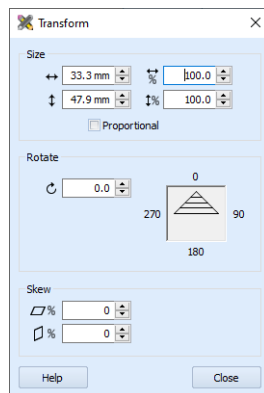 Transform
Size
33.3 mm % 100.0
47.9 mm % 100.0
Proportional
Rotate
0.0
0
270 90
180
Skew
% 0
% 0
Help Close